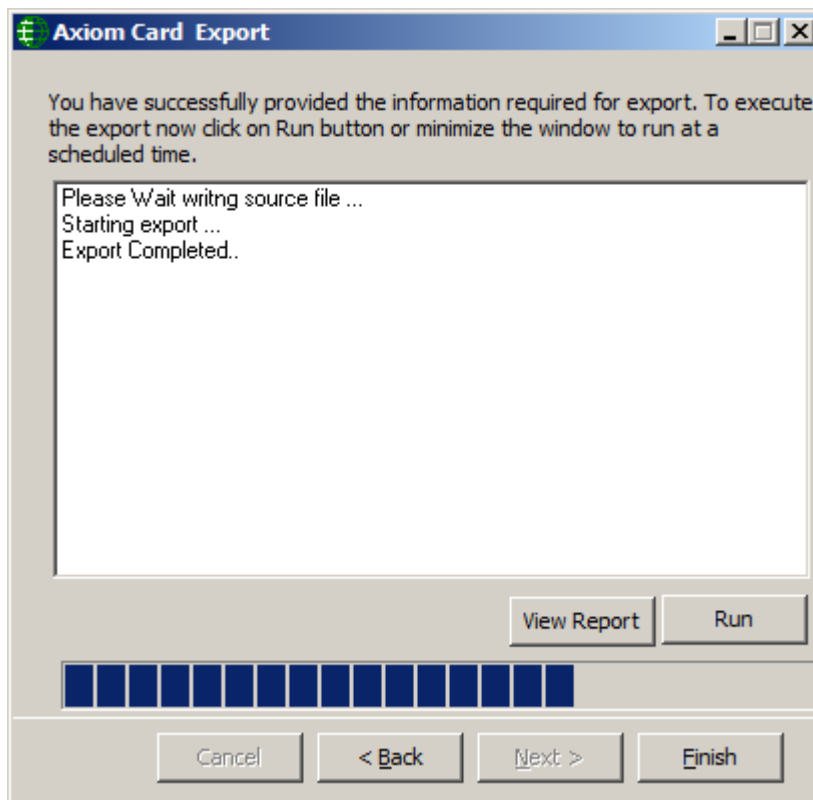 Axiom Card Export
You have successfully provided the information required for export. To execute
the export now click on Run button or minimize the window to run at a
scheduled time.
Please Wait writng source file ...
Starting export ...
Export Completed..
View Report
Run
Cancel
< Back
Next >
Finish